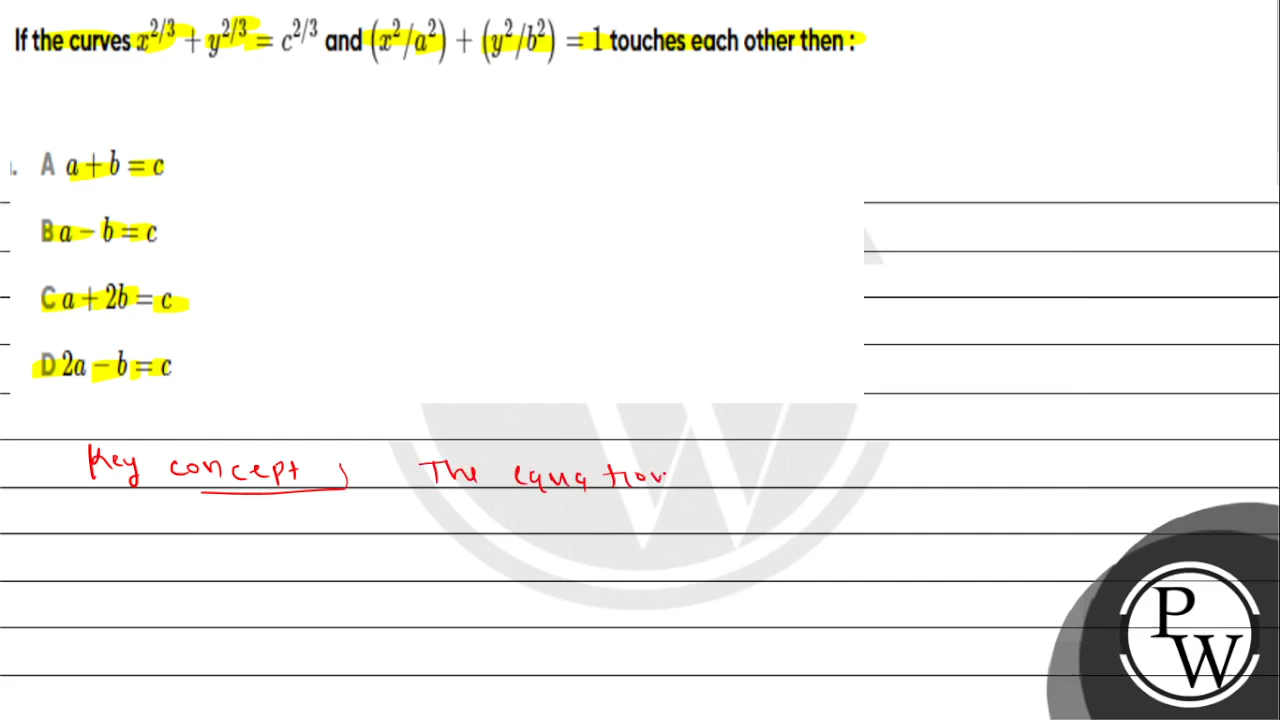 If the curves x^{2/3} + y^{2/3} = c^{2/3} and (x^2/a^2) + (y^2/b^2) = 1 touches each other then :
A a + b = c
B a − b = c
C a + 2b = c
D 2a − b = c
Key concept, The equation
P
W